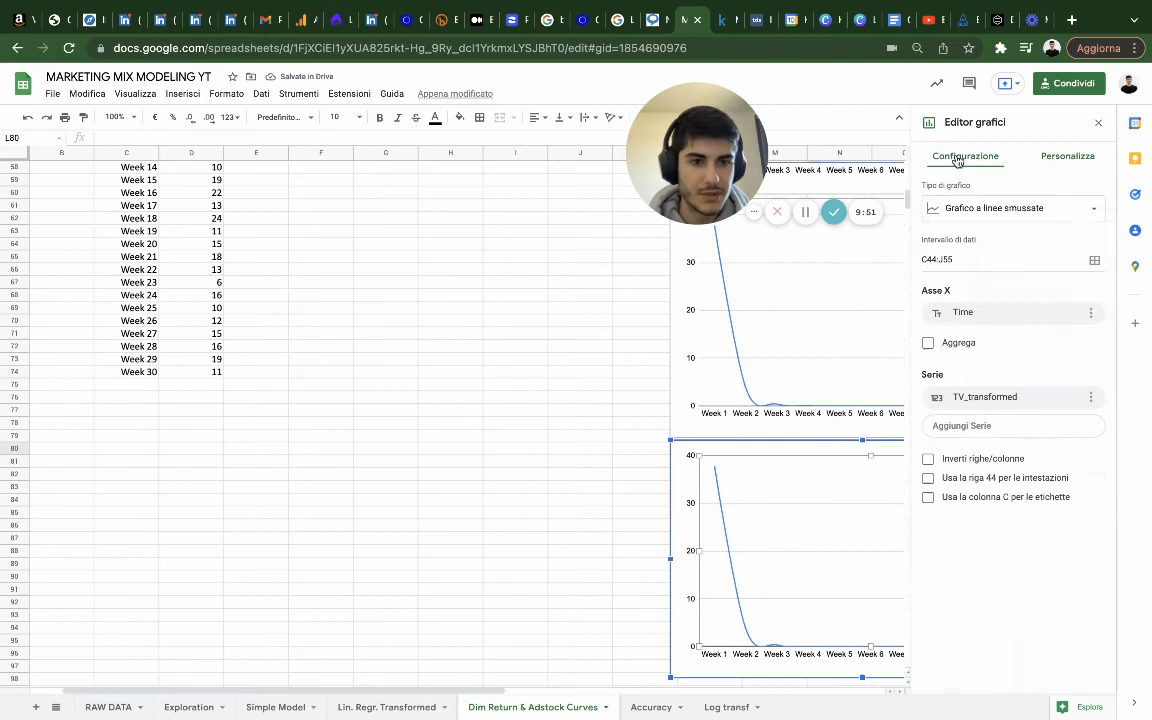 docs.google.com/spreadsheets/d/1FjXCiEI1yXUA825rkt-Hg_9Ry_dcl1YrkmxLYSJBhT0/edit#gid=1854690976
Aggiorna
MARKETING MIX MODELING YT
Salvate in Drive
File Modifica Visualizza Inserisci Formato Dati Strumenti Estensioni Guida Appena modificato
Condividi
100% € % .0 .00 123 Predefinito... 10 B I S A
L80
Editor grafici
B C D E F G H I J M N
58 Week 14 10
59 Week 15 19
60 Week 16 22
61 Week 17 13
62 Week 18 24
63 Week 19 11
64 Week 20 15
65 Week 21 18
66 Week 22 13
67 Week 23 6
68 Week 24 16
69 Week 25 10
70 Week 26 12
71 Week 27 15
72 Week 28 16
73 Week 29 19
74 Week 30 11
75
76
77
78
79
80
81
82
83
84
85
86
87
88
89
90
91
92
93
94
95
96
97
98
Week 3 Week 4 Week 5 Week 6 Wee
9:51
30
20
10
0
Week 1 Week 2 Week 3 Week 4 Week 5 Week 6 Wee
40
30
20
10
0
Week 1 Week 2 Week 3 Week 4 Week 5 Week 6 Wee
Configurazione Personalizza
Tipo di grafico
Grafico a linee smussate
Intervallo di dati
C44:J55
Asse X
Time
Aggrega
Serie
123 TV_transformed
Aggiungi Serie
Inverti righe/colonne
Usa la riga 44 per le intestazioni
Usa la colonna C per le etichette
RAW DATA Exploration Simple Model Lin. Regr. Transformed Dim Return & Adstock Curves Accuracy Log transf
Esplora